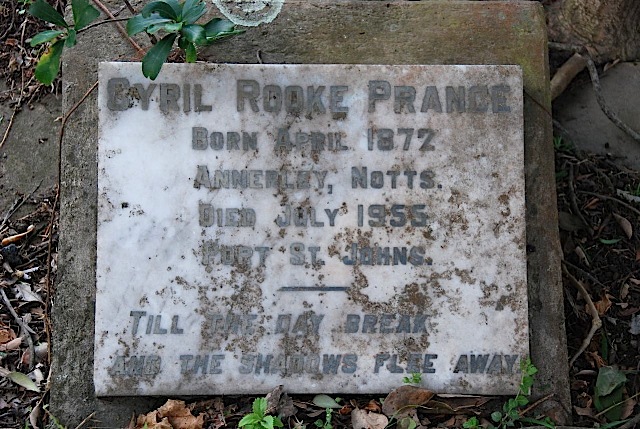 Cyril Rooke Prance
Born April 1872
Annerley, Notts.
Died July 1955
Port St. Johns.
Till the day break
And the shadows flee away